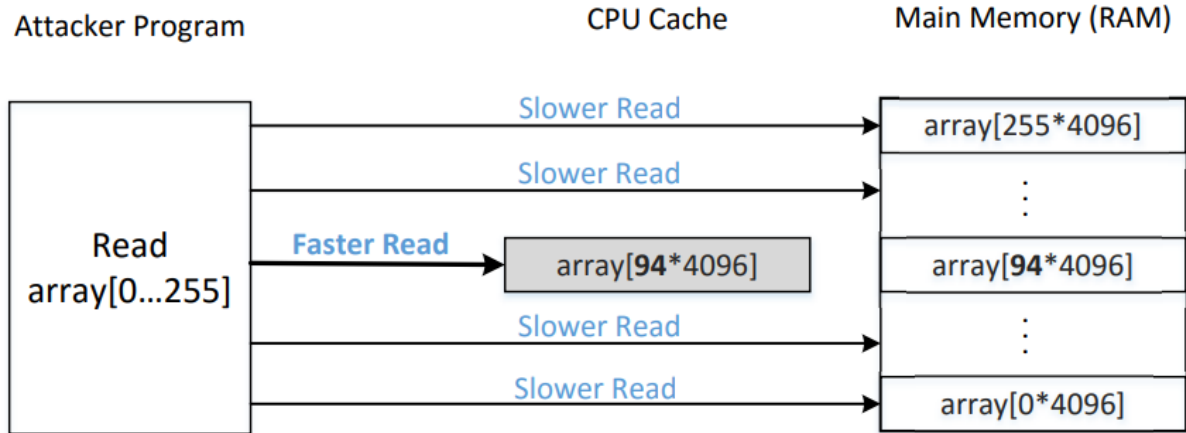 Attacker Program
CPU Cache
Main Memory (RAM)
Slower Read
array[255*4096]
Slower Read
⋮
Read
array[0...255]
Faster Read
array[94*4096]
array[94*4096]
Slower Read
⋮
Slower Read
array[0*4096]